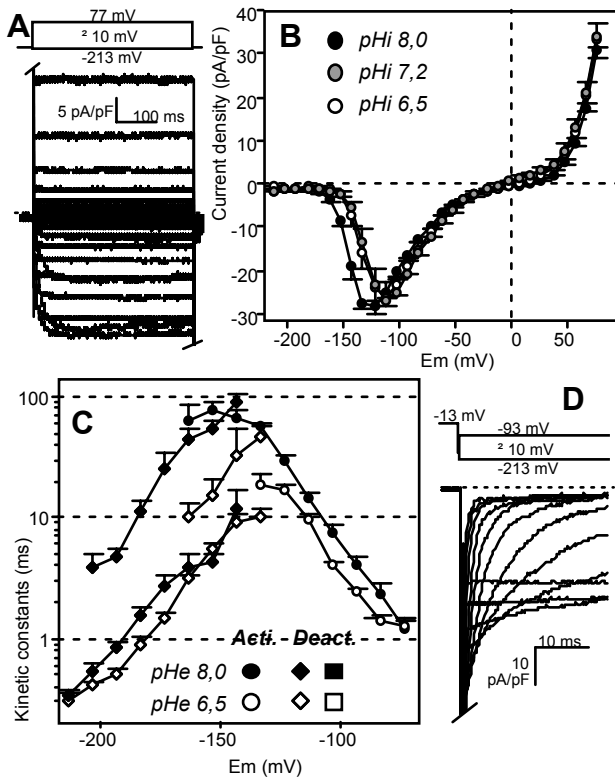 A
77 mV
² 10 mV
-213 mV
5 pA/pF
100 ms
B
pHi 8,0
pHi 7,2
pHi 6,5
Current density (pA/pF)
40
30
20
10
0
-10
-20
-30
-200 -150 -100 -50 0 50
Em (mV)
C
Kinetic constants (ms)
100
10
1
Acti. Deact.
pHe 8,0
pHe 6,5
-200 -150 -100
Em (mV)
D
-13 mV
-93 mV
² 10 mV
-213 mV
10 ms
10
pA/pF